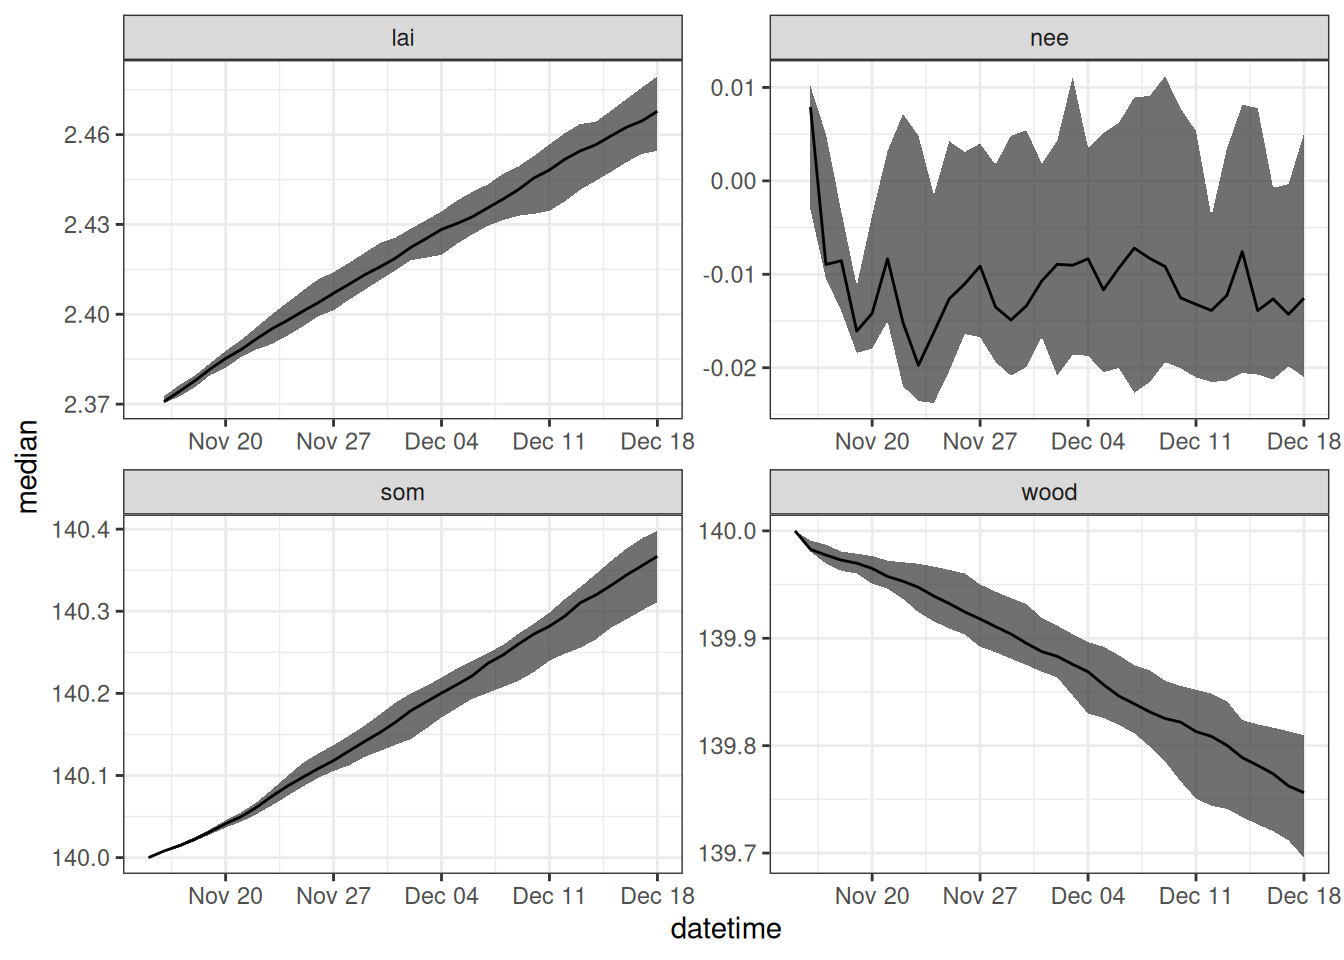 lai
nee
2.46
2.43
2.40
2.37
0.01
0.00
-0.01
-0.02
Nov 20 Nov 27 Dec 04 Dec 11 Dec 18
Nov 20 Nov 27 Dec 04 Dec 11 Dec 18
median
som
wood
140.4
140.3
140.2
140.1
140.0
140.0
139.9
139.8
139.7
Nov 20 Nov 27 Dec 04 Dec 11 Dec 18
Nov 20 Nov 27 Dec 04 Dec 11 Dec 18
datetime